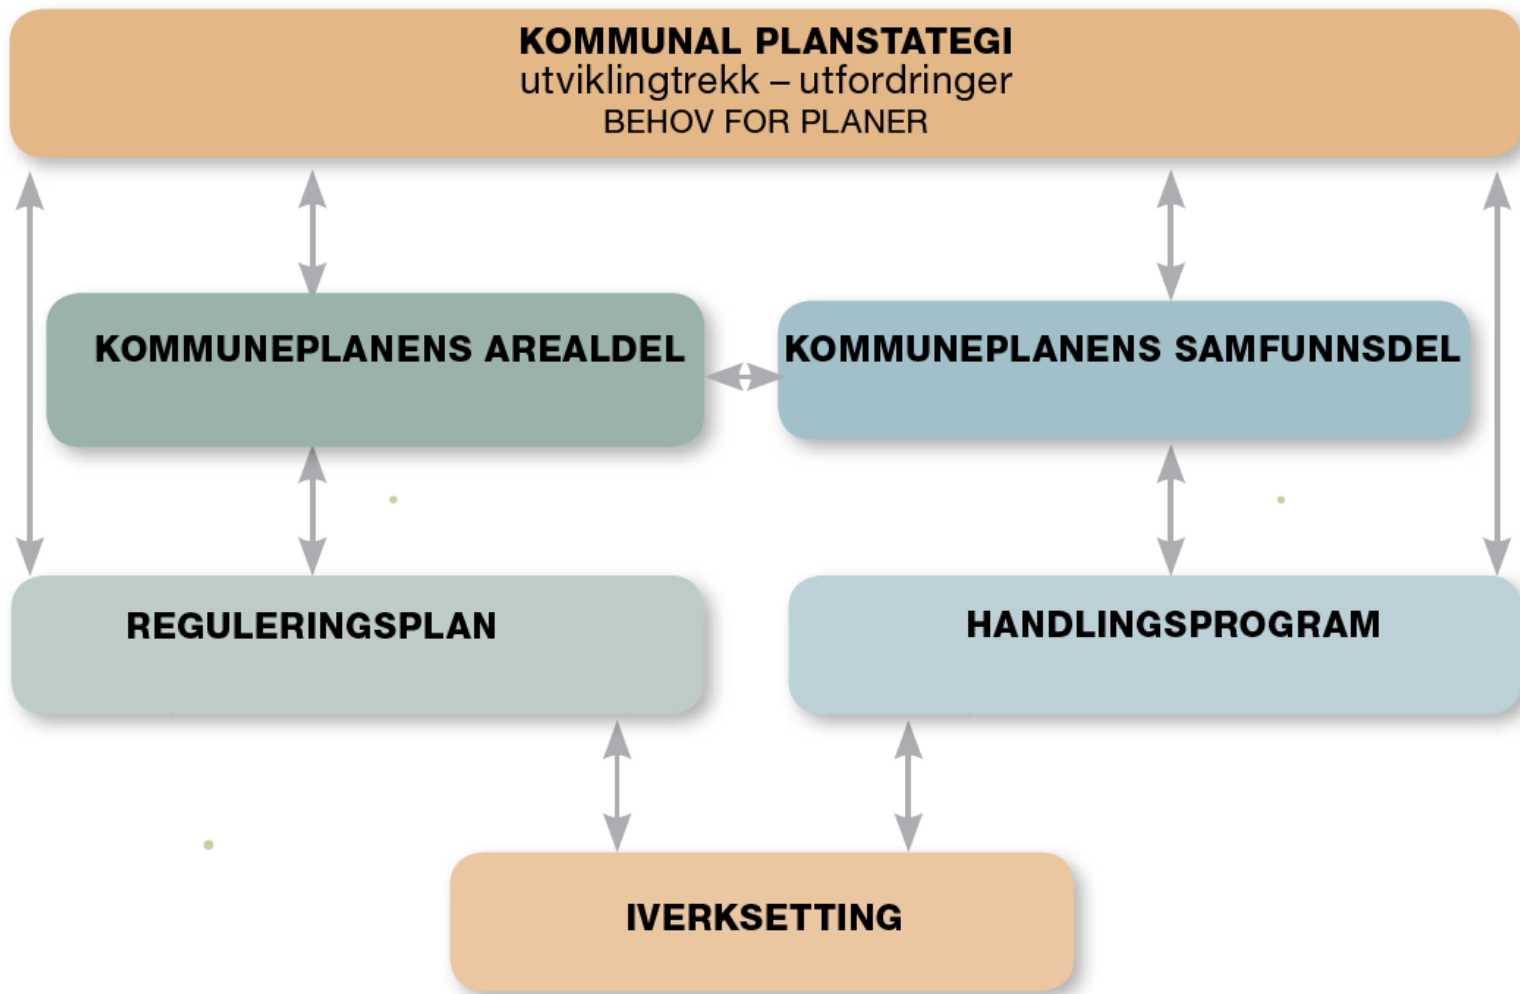 KOMMUNAL PLANSTATEGI
utviklingtrekk – utfordringer
BEHOV FOR PLANER
KOMMUNEPLANENS AREALDEL
KOMMUNEPLANENS SAMFUNNSDEL
REGULERINGSPLAN
HANDLINGSPROGRAM
IVERKSETTING